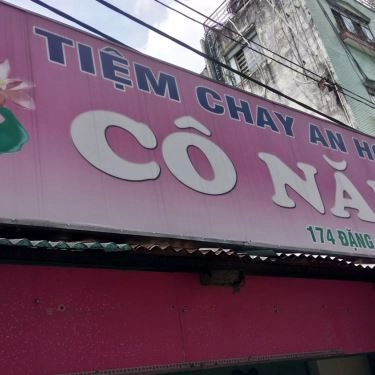 TIỆM CHAY AN
CÔ
174 ĐẶNG